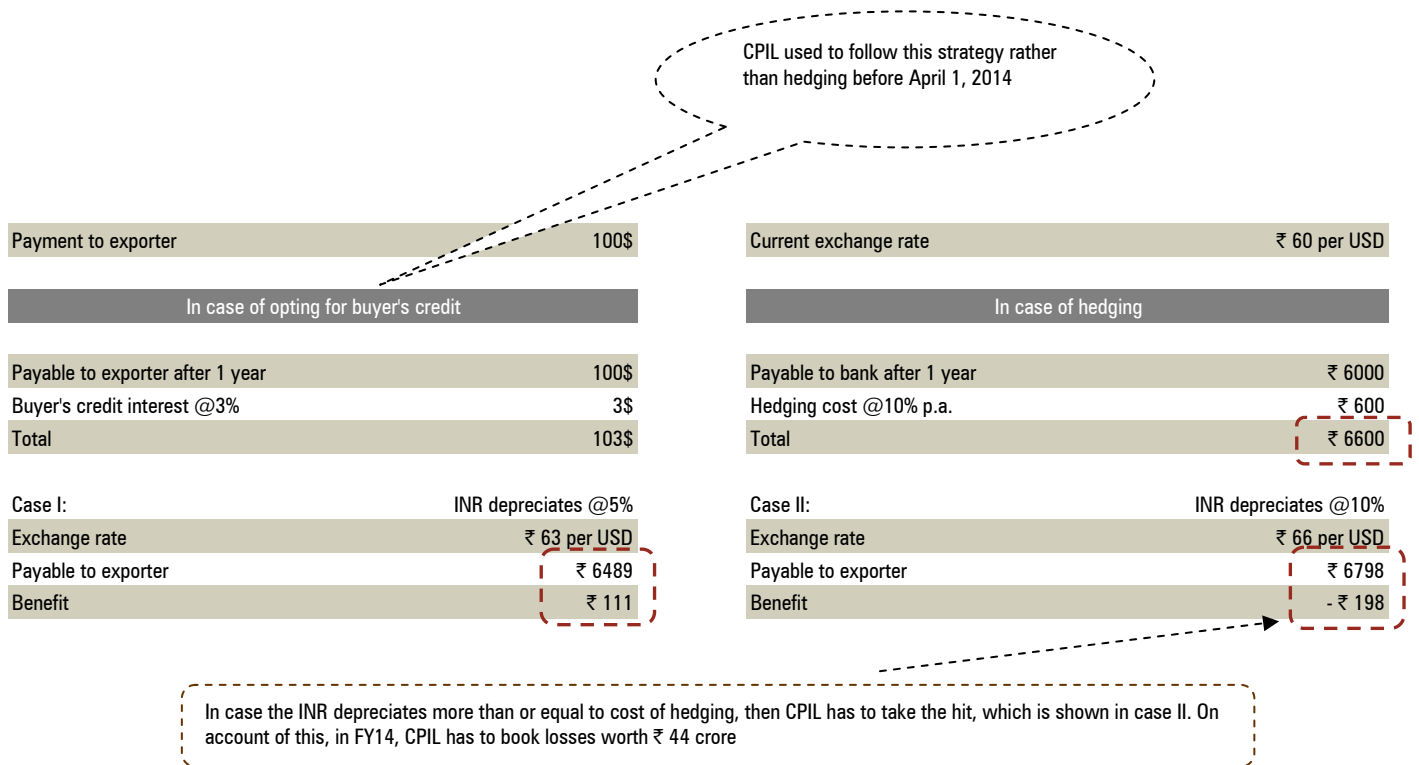 CPIL used to follow this strategy rather
than hedging before April 1, 2014
Payment to exporter 100$
Current exchange rate ₹ 60 per USD
In case of opting for buyer's credit
In case of hedging
Payable to exporter after 1 year 100$
Buyer's credit interest @3% 3$
Total 103$
Payable to bank after 1 year ₹ 6000
Hedging cost @10% p.a. ₹ 600
Total ₹ 6600
Case I: INR depreciates @5%
Exchange rate ₹ 63 per USD
Payable to exporter ₹ 6489
Benefit ₹ 111
Case II: INR depreciates @10%
Exchange rate ₹ 66 per USD
Payable to exporter ₹ 6798
Benefit - ₹ 198
In case the INR depreciates more than or equal to cost of hedging, then CPIL has to take the hit, which is shown in case II. On
account of this, in FY14, CPIL has to book losses worth ₹ 44 crore